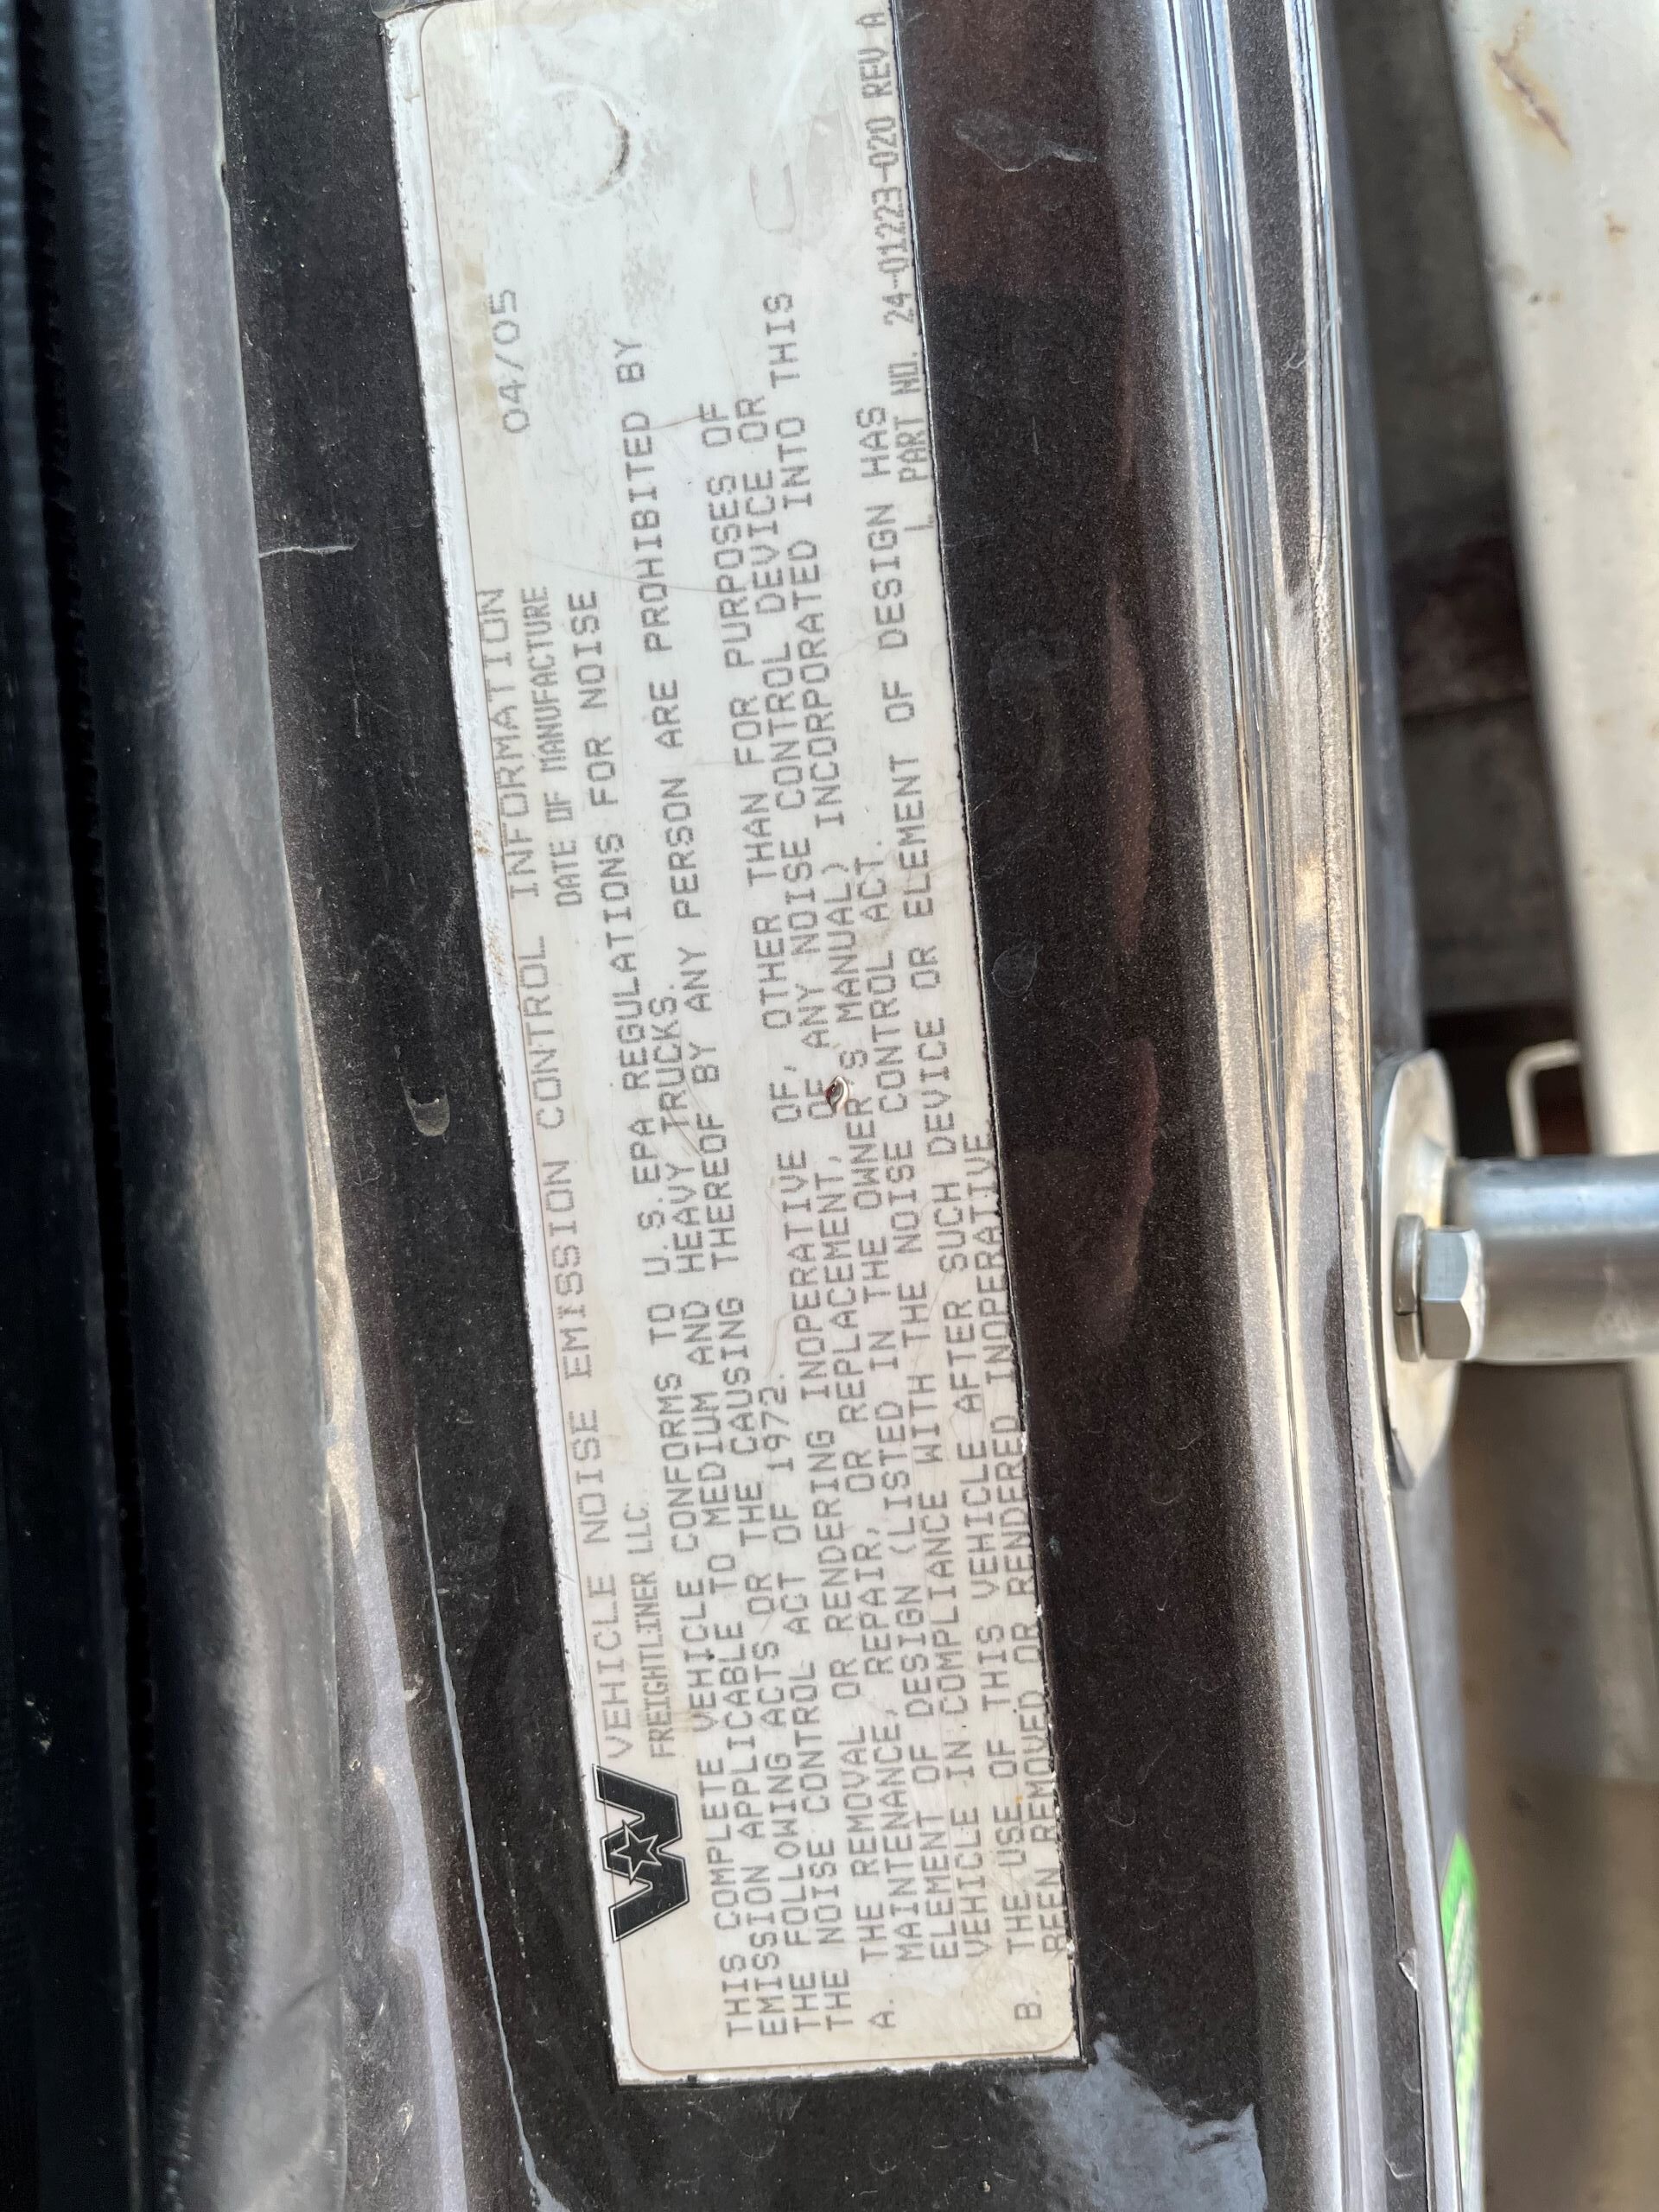 VEHICLE NOISE EMISSION CONTROL INFORMATION
FREIGHTLINER LLC. DATE OF MANUFACTURE 04/05
THIS COMPLETE VEHICLE CONFORMS TO U.S.EPA REGULATIONS FOR NOISE
EMISSION APPLICABLE TO MEDIUM AND HEAVY TRUCKS.
THE FOLLOWING ACTS OR THE CAUSING THEREOF BY ANY PERSON ARE PROHIBITED BY
THE NOISE CONTROL ACT OF 1972.
A. THE REMOVAL OR RENDERING INOPERATIVE OF, OTHER THAN FOR PURPOSES OF
MAINTENANCE, REPAIR, OR REPLACEMENT, OF ANY NOISE CONTROL DEVICE OR
ELEMENT OF DESIGN (LISTED IN THE OWNER'S MANUAL) INCORPORATED INTO THIS
VEHICLE IN COMPLIANCE WITH THE NOISE CONTROL ACT.
B. THE USE OF THIS VEHICLE AFTER SUCH DEVICE OR ELEMENT OF DESIGN HAS
BEEN REMOVED OR RENDERED INOPERATIVE.
PART NO. 24-01223-020 REV A